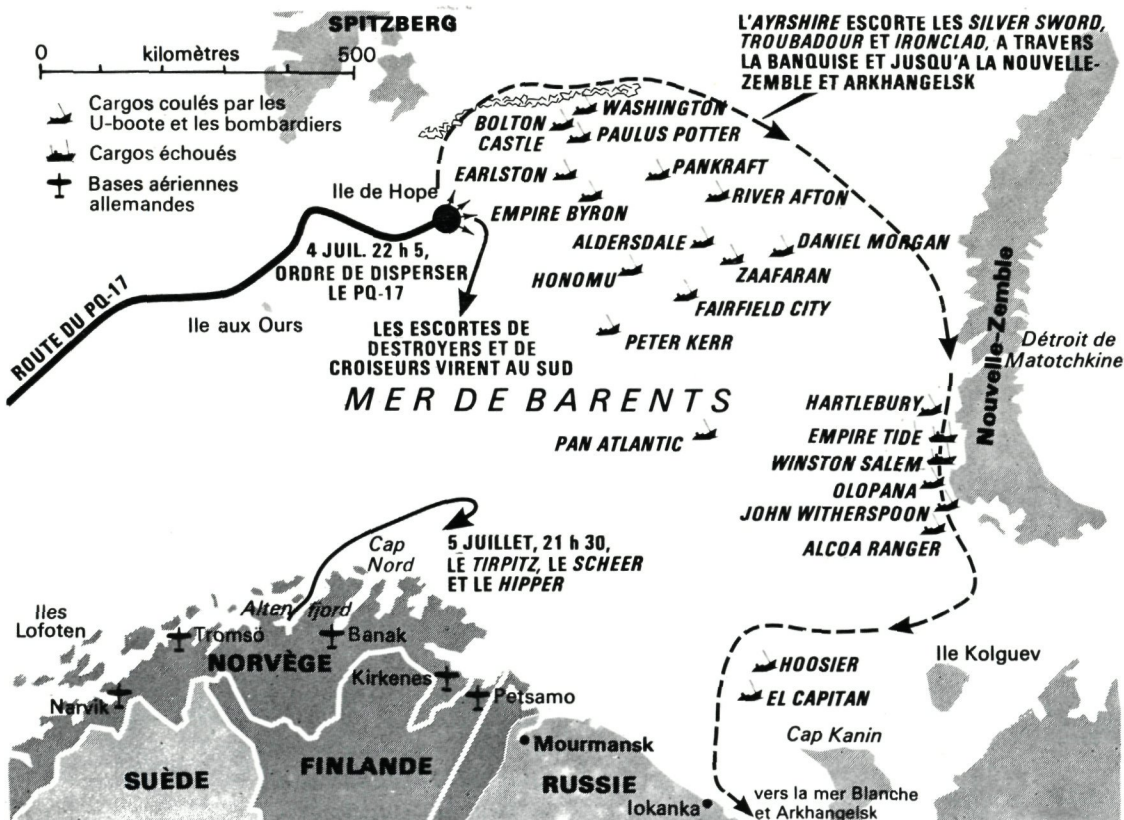 SPITZBERG
0 kilomètres 500
Cargos coulés par les
U-boote et les bombardiers
Cargos échoués
Bases aériennes
allemandes
L'AYRSHIRE ESCORTE LES SILVER SWORD,
TROUBADOUR ET IRONCLAD, A TRAVERS
LA BANQUISE ET JUSQU'A LA NOUVELLE-
ZEMBLE ET ARKHANGELSK
WASHINGTON
BOLTON
CASTLE
PAULUS POTTER
EARLSTON
PANKRAFT
Ile de Hope
EMPIRE BYRON
RIVER AFTON
ALDERSDALE
DANIEL MORGAN
4 JUIL. 22 h 5,
ORDRE DE DISPERSER
LE PQ-17
HONOMU
ZAAFARAN
FAIRFIELD CITY
ROUTE DU PQ-17
Ile aux Ours
LES ESCORTES DE
DESTROYERS ET DE
CROISEURS VIRENT AU SUD
PETER KERR
Nouvelle-Zemble
Détroit de
Matotchkine
MER DE BARENTS
HARTLEBURY
PAN ATLANTIC
EMPIRE TIDE
WINSTON SALEM
OLOPANA
JOHN WITHERSPOON
ALCOA RANGER
Cap
Nord
5 JUILLET, 21 h 30,
LE TIRPITZ, LE SCHEER
ET LE HIPPER
Alten fjord
Iles
Lofoten
Tromsö
Banak
NORVÈGE
Kirkenes
Narvik
Petsamo
HOOSIER
Ile Kolguev
EL CAPITAN
Cap Kanin
Mourmansk
SUÈDE
FINLANDE
RUSSIE
Iokanka
vers la mer Blanche
et Arkhangelsk